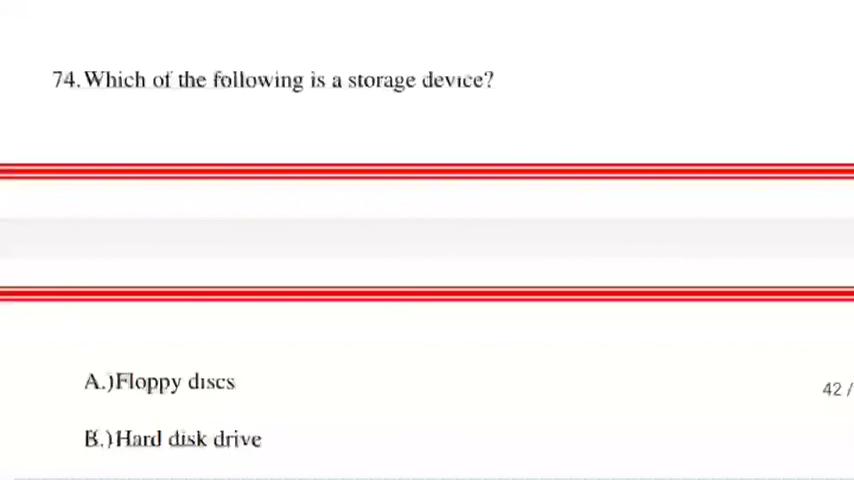 74. Which of the following is a storage device?
A.)Floppy discs
42 /
B.)Hard disk drive